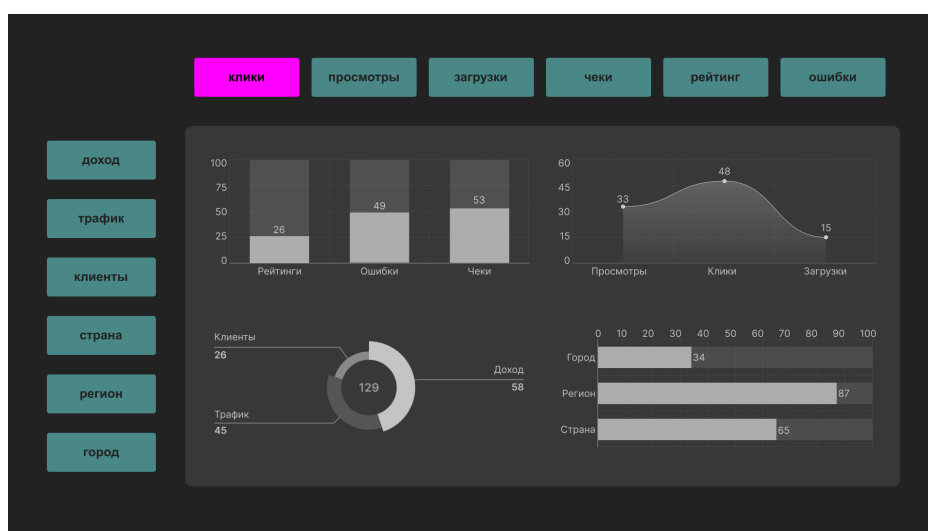 клики просмотры загрузки чеки рейтинг ошибки
доход
трафик
клиенты
страна
регион
город
100
75
50
25
0
26
49
53
Рейтинги Ошибки Чеки
60
45
30
15
0
33
48
15
Просмотры Клики Загрузки
Клиенты
26
129
Доход
58
Трафик
45
0 10 20 30 40 50 60 70 80 90 100
Город 34
Регион 87
Страна 65